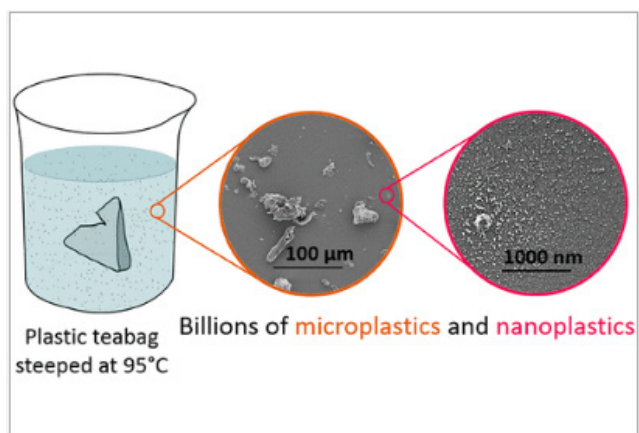 100 µm
1000 nm
Plastic teabag
steeped at 95°C
Billions of microplastics and nanoplastics